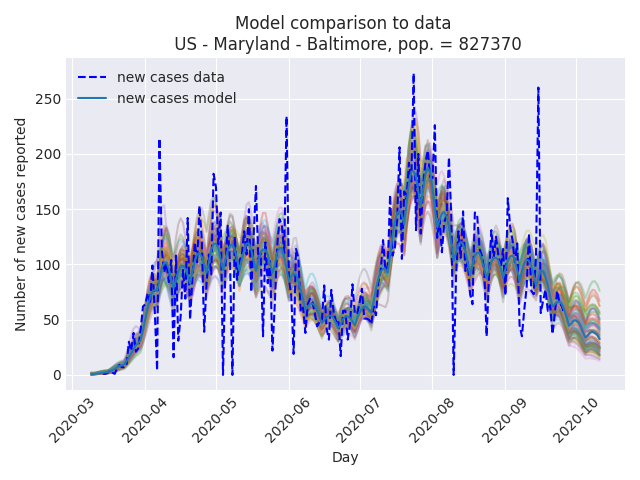 Model comparison to data
US - Maryland - Baltimore, pop. = 827370
new cases data
new cases model
Number of new cases reported
250
200
150
100
50
0
2020-03
2020-04
2020-05
2020-06
2020-07
2020-08
2020-09
2020-10
Day